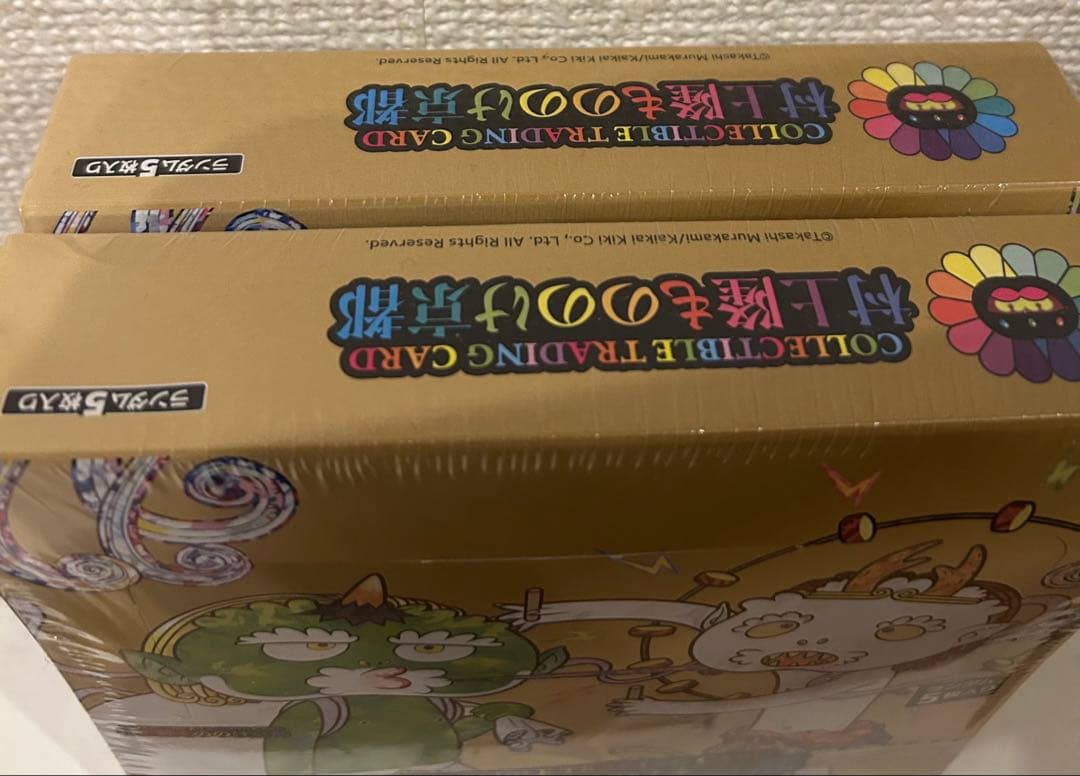 ©Takashi Murakami/Kaikai Kiki Co., Ltd. All Rights Reserved.
村上隆もののけ京都
COLLECTIBLE TRADING CARD
ランダム5枚入り
©Takashi Murakami/Kaikai Kiki Co., Ltd. All Rights Reserved.
村上隆もののけ京都
COLLECTIBLE TRADING CARD
ランダム5枚入り